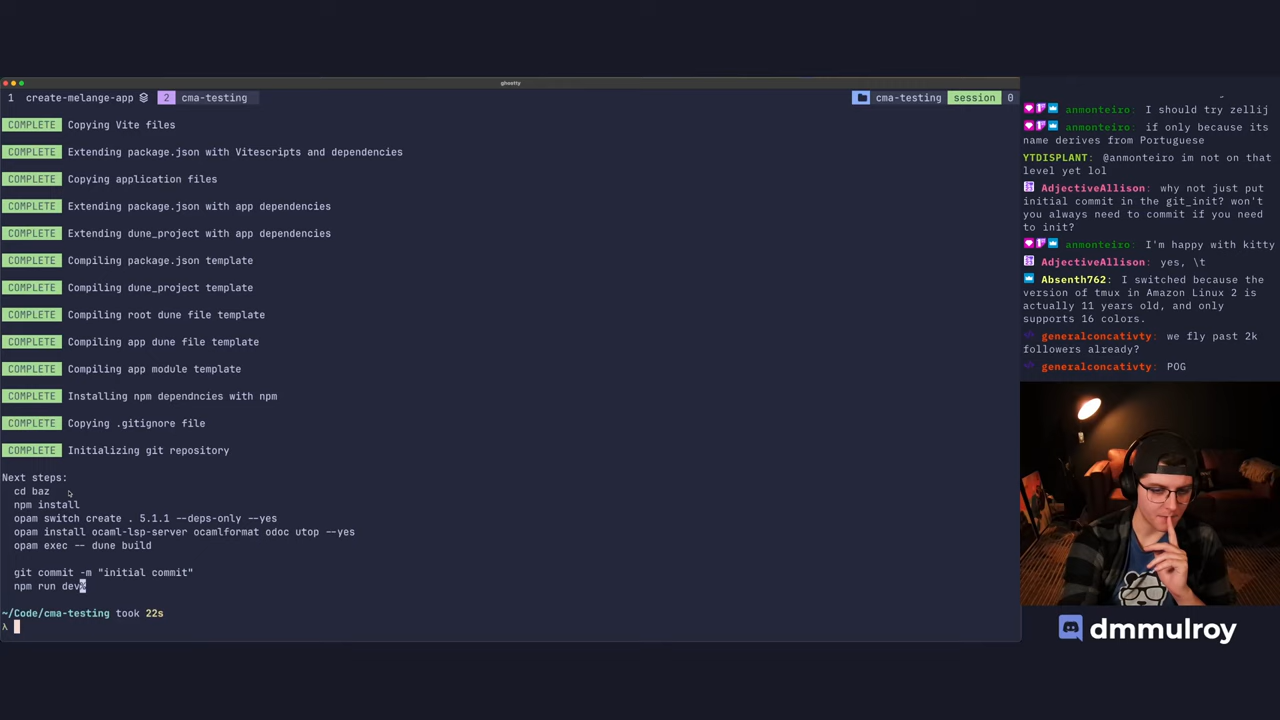 ghostty
1 create-melange-app 2 cma-testing
cma-testing session 0
COMPLETE Copying Vite files
COMPLETE Extending package.json with Vitescripts and dependencies
COMPLETE Copying application files
COMPLETE Extending package.json with app dependencies
COMPLETE Extending dune_project with app dependencies
COMPLETE Compiling package.json template
COMPLETE Compiling dune_project template
COMPLETE Compiling root dune file template
COMPLETE Compiling app dune file template
COMPLETE Compiling app module template
COMPLETE Installing npm dependncies with npm
COMPLETE Copying .gitignore file
COMPLETE Initializing git repository
Next steps:
cd baz
npm install
opam switch create . 5.1.1 --deps-only --yes
opam install ocaml-lsp-server ocamlformat odoc utop --yes
opam exec -- dune build
git commit -m "initial commit"
npm run dev%
~/Code/cma-testing took 22s
λ
anmonteiro: I should try zellij
anmonteiro: if only because its
name derives from Portuguese
YTDISPLANT: @anmonteiro im not on that
level yet lol
AdjectiveAllison: why not just put
initial commit in the git_init? won't
you always need to commit if you need
to init?
anmonteiro: I'm happy with kitty
AdjectiveAllison: yes, \t
Absenth762: I switched because the
version of tmux in Amazon Linux 2 is
actually 11 years old, and only
supports 16 colors.
generalconcativty: we fly past 2k
followers already?
generalconcativty: POG
dmmulroy